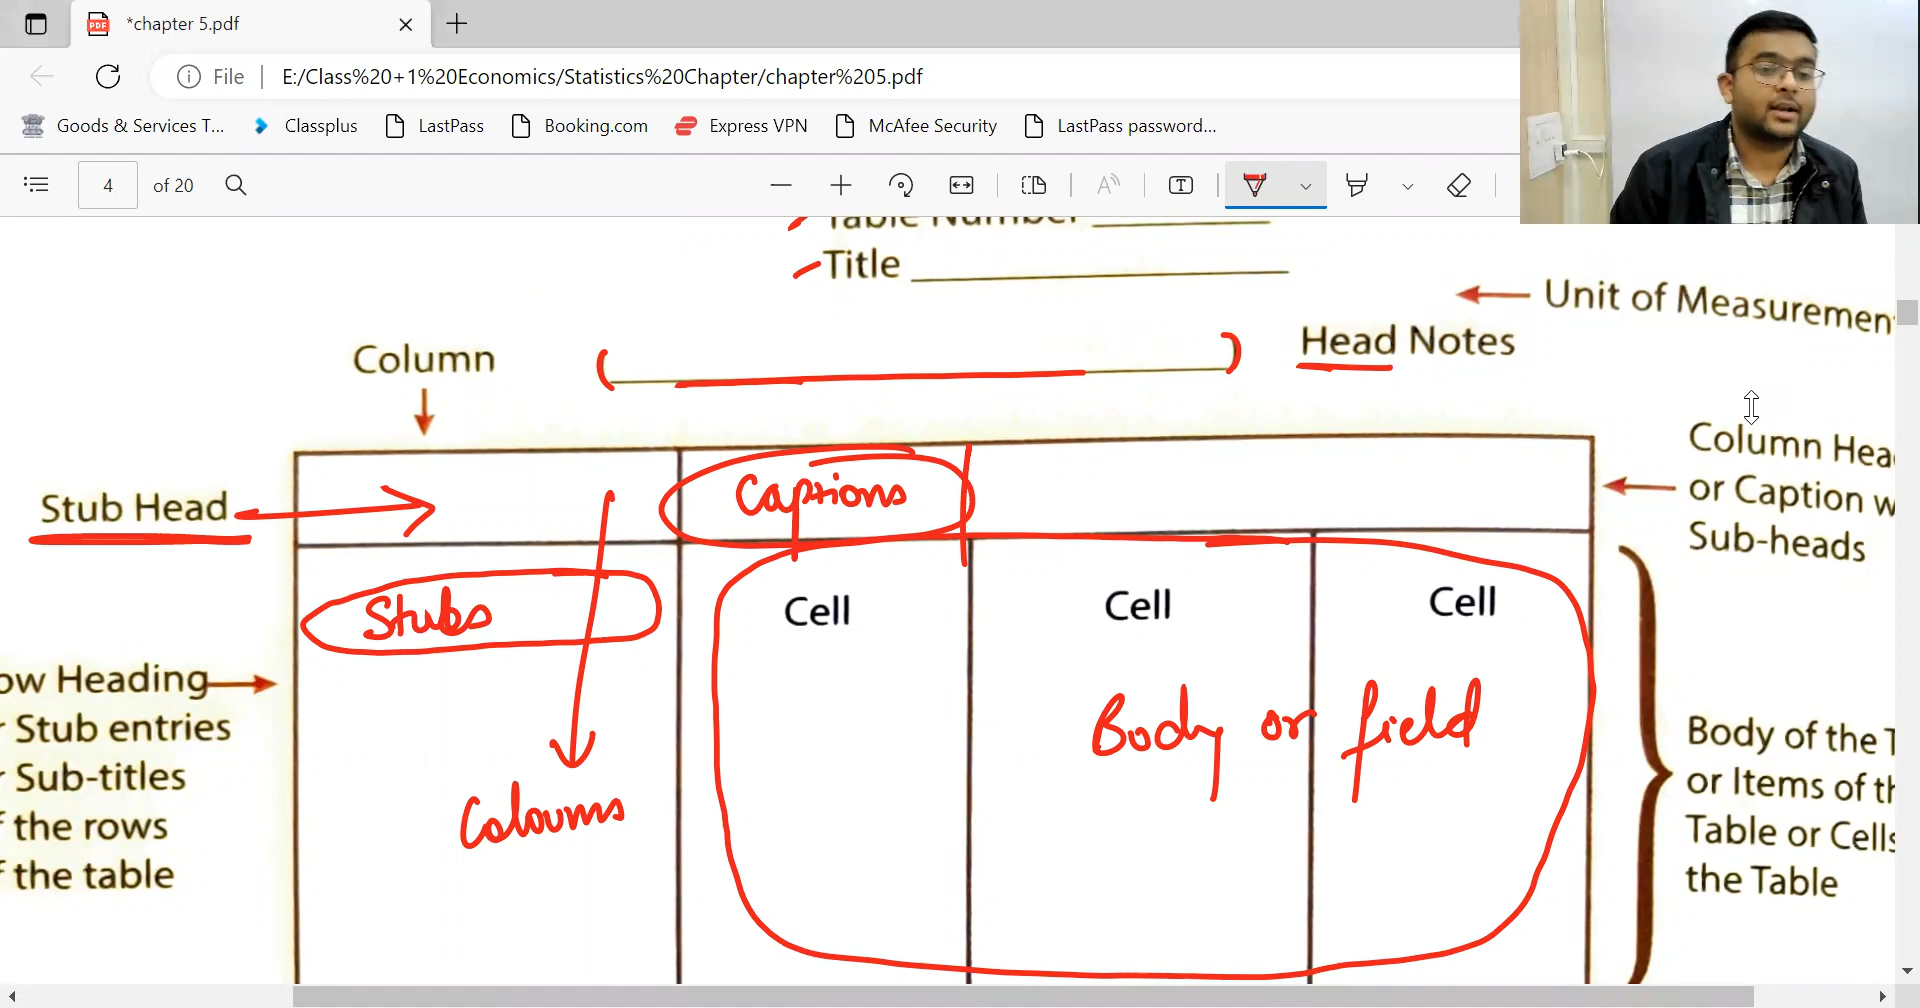 *chapter 5.pdf
File E:/Class%20+1%20Economics/Statistics%20Chapter/chapter%205.pdf
Goods & Services T... Classplus LastPass Booking.com Express VPN McAfee Security LastPass password...
4 of 20
Table Number
Title
Unit of Measuremen
Head Notes
Column
Column Hea
or Caption w
Sub-heads
Stub Head
Captions
Stubs
Cell Cell Cell
ow Heading
Stub entries
Sub-titles
the rows
the table
Coloums
Body or field
Body of the T
or Items of th
Table or Cells
the Table